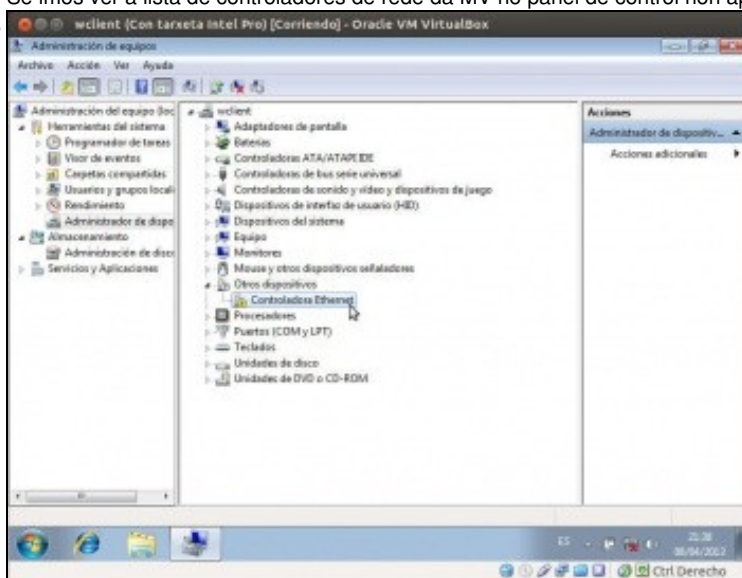 Se imos ver a lista de controladores de rede da MV no panel de control non ap
wclient (Con tarxeta Intel Pro) [Corriendo] - Oracle VM VirtualBox
Administración de equipos
Archivo Acción Ver Ayuda
Administración del equipo (loc
Herramientas del sistema
Programador de tareas
Visor de eventos
Carpetas compartidas
Usuarios y grupos local
Rendimiento
Administrador de dispo
Almacenamiento
Administración de disc
Servicios y Aplicaciones
wclient
Adaptadores de pantalla
Baterías
Controladoras ATA/ATAPI IDE
Controladoras de bus serie universal
Controladoras de sonido y vídeo y dispositivos de juego
Dispositivos de interfaz de usuario (HID)
Dispositivos del sistema
Equipo
Monitores
Mouse y otros dispositivos señaladores
Otros dispositivos
Controladora Ethernet
Procesadores
Puertos (COM y LPT)
Teclados
Unidades de disco
Unidades de DVD o CD-ROM
Acciones
Administrador de dispositiv...
Acciones adicionales
ES
21:38
08/04/2013
Ctrl Derecho